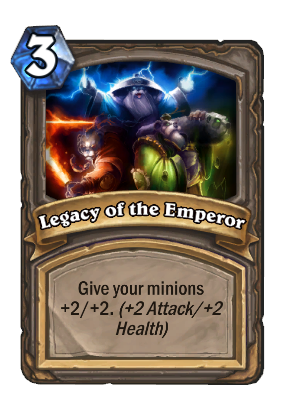 3
Legacy of the Emperor
Give your minions
+2/+2. (+2 Attack/+2
Health)